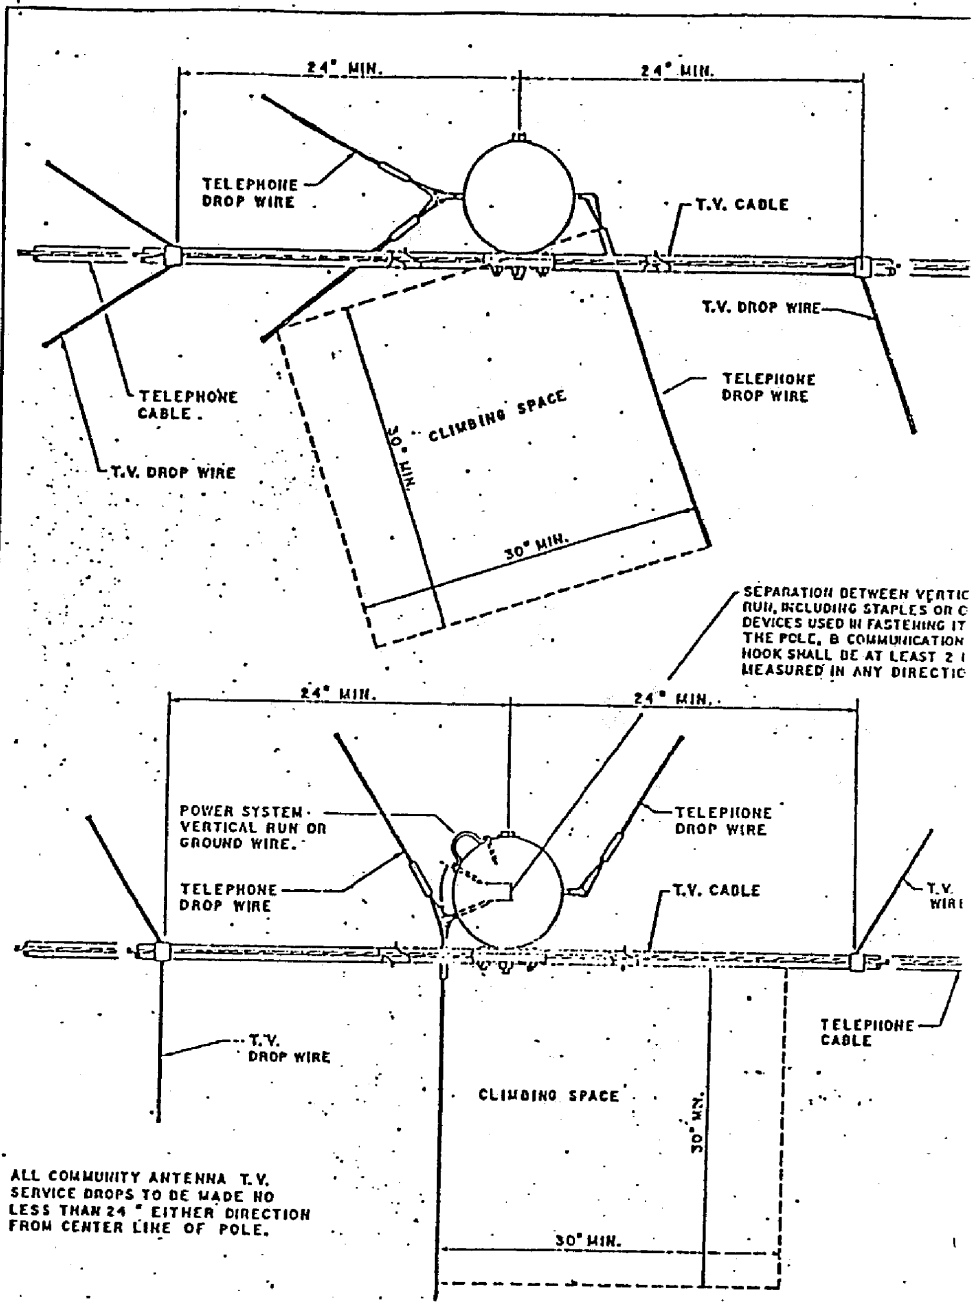 24" MIN.
24" MIN.
TELEPHONE
DROP WIRE
T.V. CABLE
T.V. DROP WIRE
TELEPHONE
DROP WIRE
TELEPHONE
CABLE.
CLIMBING SPACE
30" MIN.
T.V. DROP WIRE
30" MIN.
SEPARATION BETWEEN VERTIC
RUN, INCLUDING STAPLES OR C
DEVICES USED IN FASTENING IT
THE POLE, & COMMUNICATION
HOOK SHALL BE AT LEAST 2 I
MEASURED IN ANY DIRECTIO
24" MIN.
24" MIN.
POWER SYSTEM
VERTICAL RUN OR
GROUND WIRE.
TELEPHONE
DROP WIRE
TELEPHONE
DROP WIRE
T.V. CABLE
T.V.
WIRE
TELEPHONE
CABLE
T.V.
DROP WIRE
CLIMBING SPACE
30" MIN.
ALL COMMUNITY ANTENNA T.V.
SERVICE DROPS TO BE MADE NO
LESS THAN 24" EITHER DIRECTION
FROM CENTER LINE OF POLE.
30" MIN.